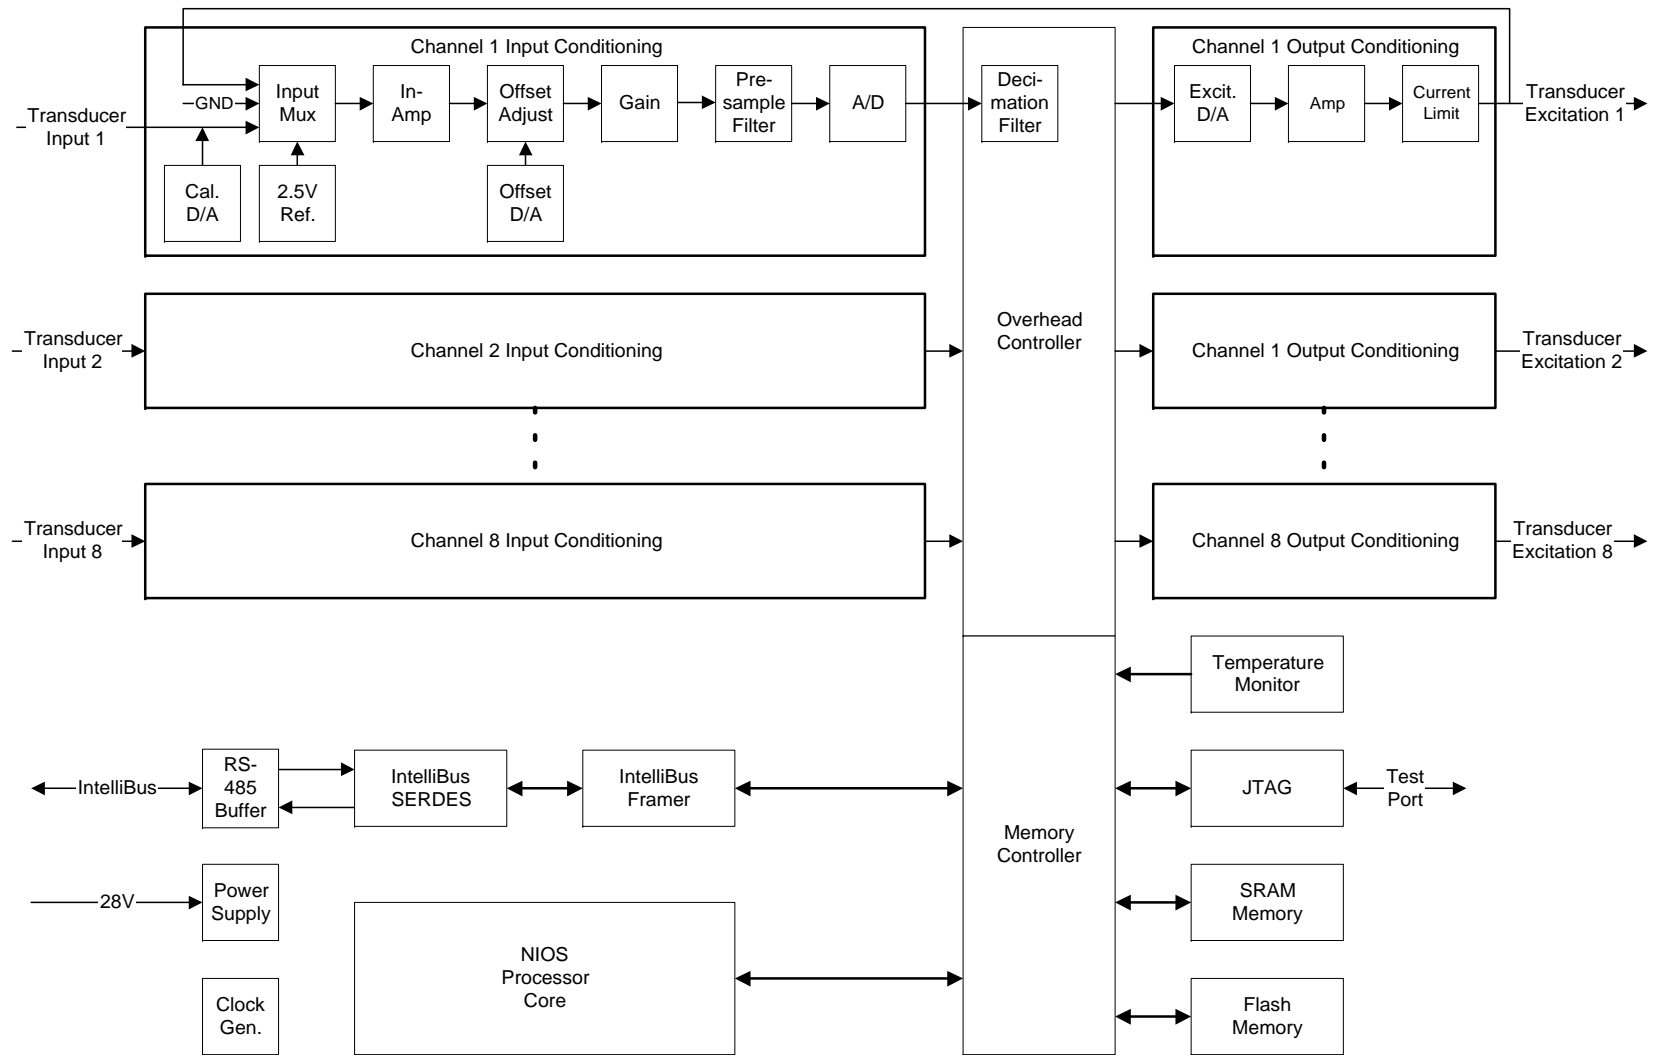 Channel 1 Input Conditioning
Channel 1 Output Conditioning
Transducer
Input 1
GND
Input
Mux
In-
Amp
Offset
Adjust
Gain
Pre-
sample
Filter
A/D
Deci-
mation
Filter
Excit.
D/A
Amp
Current
Limit
Transducer
Excitation 1
Cal.
D/A
2.5V
Ref.
Offset
D/A
Transducer
Input 2
Channel 2 Input Conditioning
Overhead
Controller
Channel 1 Output Conditioning
Transducer
Excitation 2
Transducer
Input 8
Channel 8 Input Conditioning
Channel 8 Output Conditioning
Transducer
Excitation 8
Temperature
Monitor
IntelliBus
RS-
485
Buffer
IntelliBus
SERDES
IntelliBus
Framer
Memory
Controller
JTAG
Test
Port
28V
Power
Supply
SRAM
Memory
NIOS
Processor
Core
Clock
Gen.
Flash
Memory